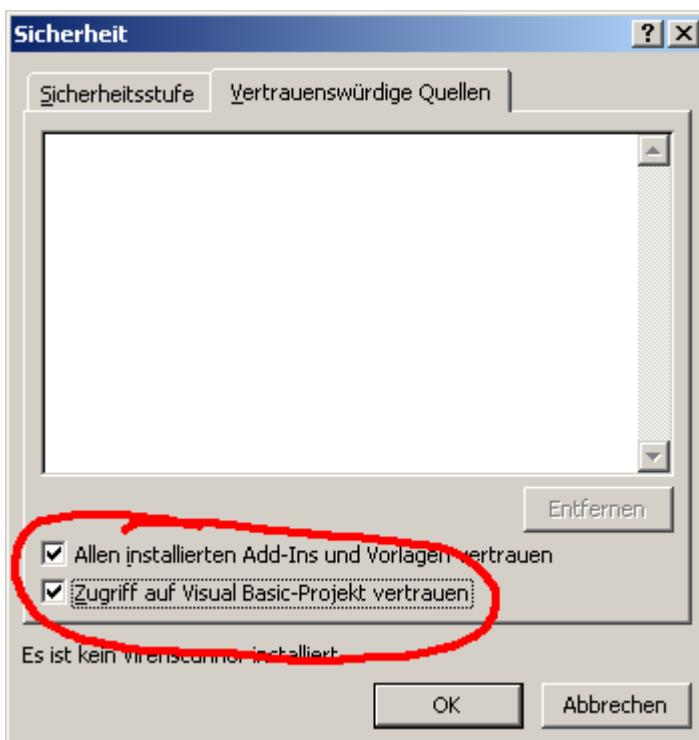 Sicherheit
Sicherheitsstufe
Vertrauenswürdige Quellen
Entfernen
Allen installierten Add-Ins und Vorlagen vertrauen
Zugriff auf Visual Basic-Projekt vertrauen
Es ist kein Virenscanner installiert
OK
Abbrechen